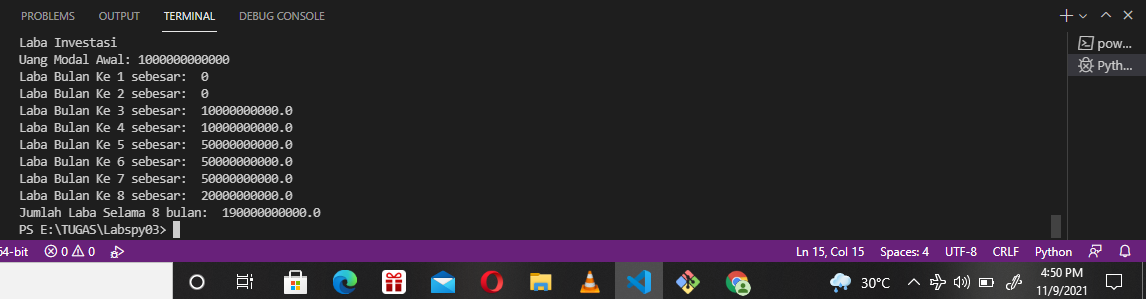 PROBLEMS OUTPUT TERMINAL DEBUG CONSOLE
Laba Investasi
Uang Modal Awal: 1000000000000
Laba Bulan Ke 1 sebesar:  0
Laba Bulan Ke 2 sebesar:  0
Laba Bulan Ke 3 sebesar:  10000000000.0
Laba Bulan Ke 4 sebesar:  10000000000.0
Laba Bulan Ke 5 sebesar:  50000000000.0
Laba Bulan Ke 6 sebesar:  50000000000.0
Laba Bulan Ke 7 sebesar:  50000000000.0
Laba Bulan Ke 8 sebesar:  20000000000.0
Jumlah Laba Selama 8 bulan:  190000000000.0
PS E:\TUGAS\Labspy03>
pow...
Pyth...
64-bit 0 0 Ln 15, Col 15 Spaces: 4 UTF-8 CRLF Python
30°C 4:50 PM
11/9/2021